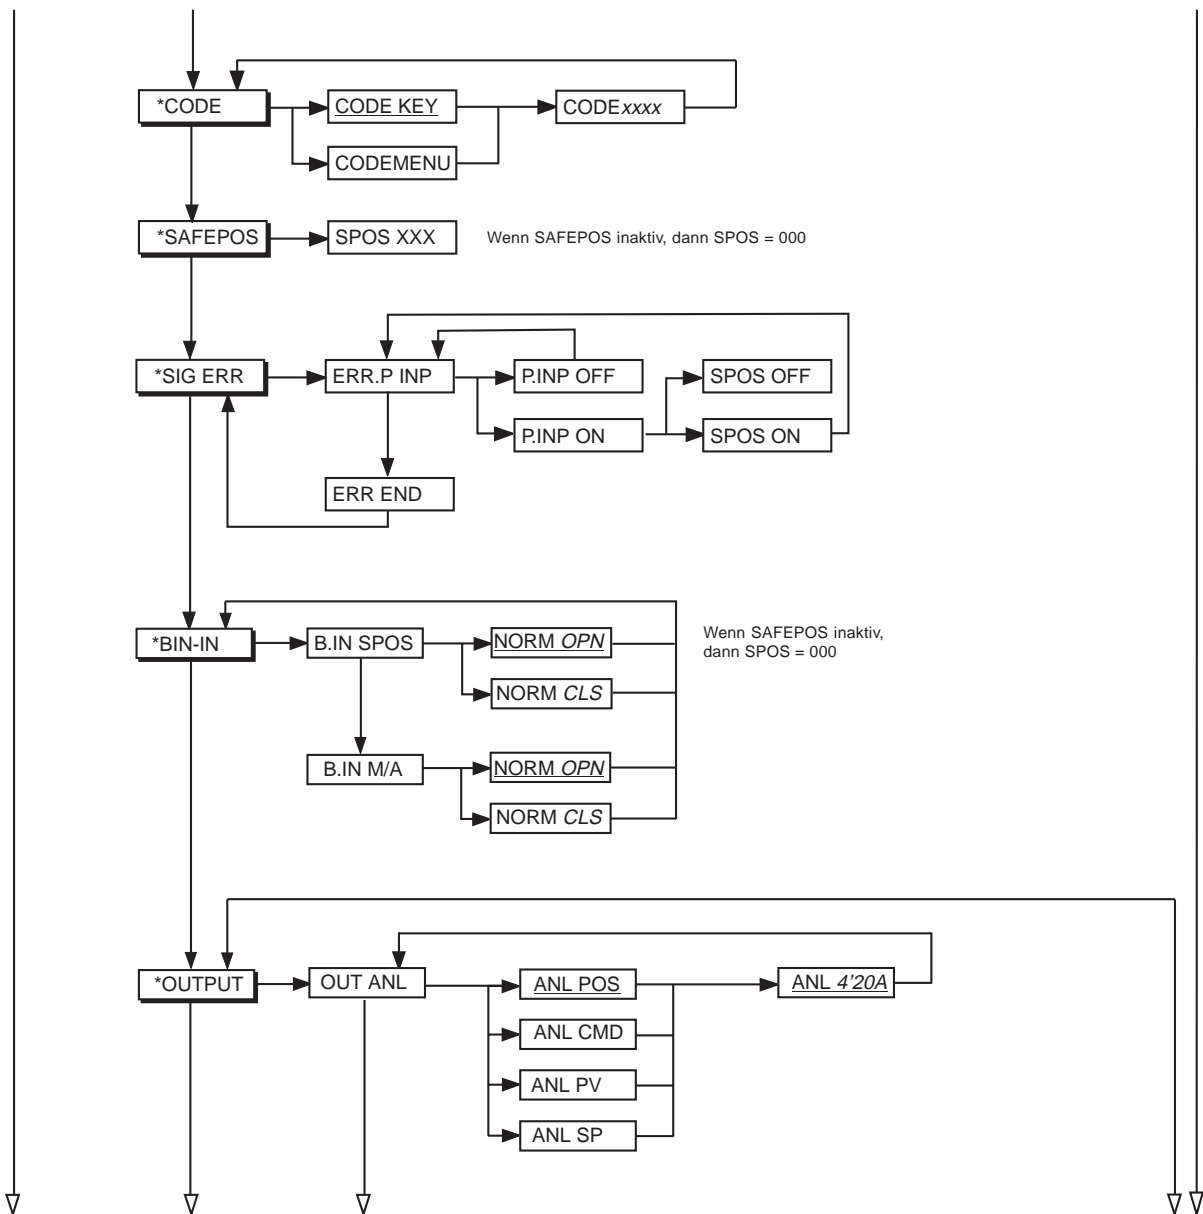 *CODE
CODE KEY
CODExxxx
CODEMENU
*SAFEPOS
SPOS XXX
Wenn SAFEPOS inaktiv, dann SPOS = 000
*SIG ERR
ERR.P INP
P.INP OFF
SPOS OFF
P.INP ON
SPOS ON
ERR END
*BIN-IN
B.IN SPOS
NORM OPN
Wenn SAFEPOS inaktiv,
dann SPOS = 000
NORM CLS
B.IN M/A
NORM OPN
NORM CLS
*OUTPUT
OUT ANL
ANL POS
ANL 4'20A
ANL CMD
ANL PV
ANL SP